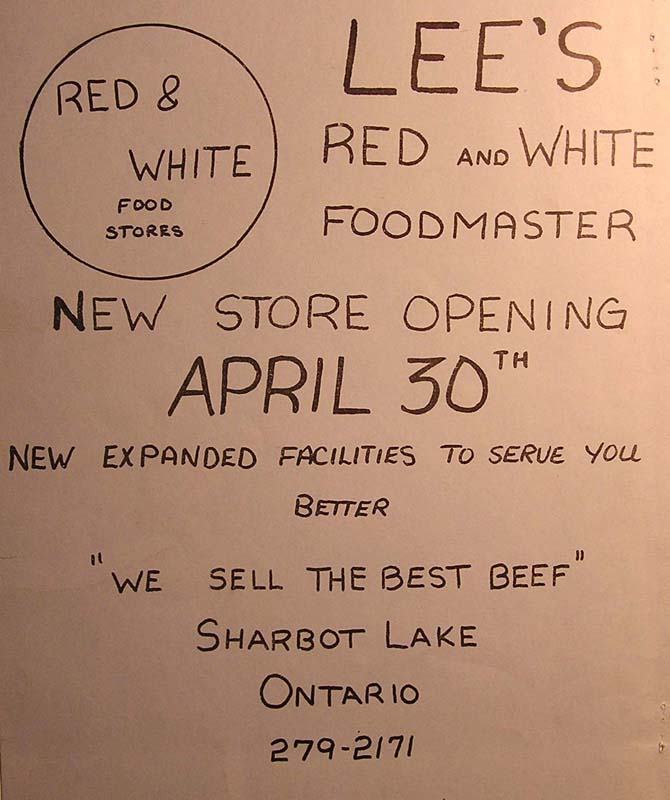 RED &
WHITE
FOOD
STORES
LEE'S
RED AND WHITE
FOODMASTER
NEW STORE OPENING
APRIL 30TH
NEW EXPANDED FACILITIES TO SERVE YOU
BETTER
"WE SELL THE BEST BEEF"
SHARBOT LAKE
ONTARIO
279-2171